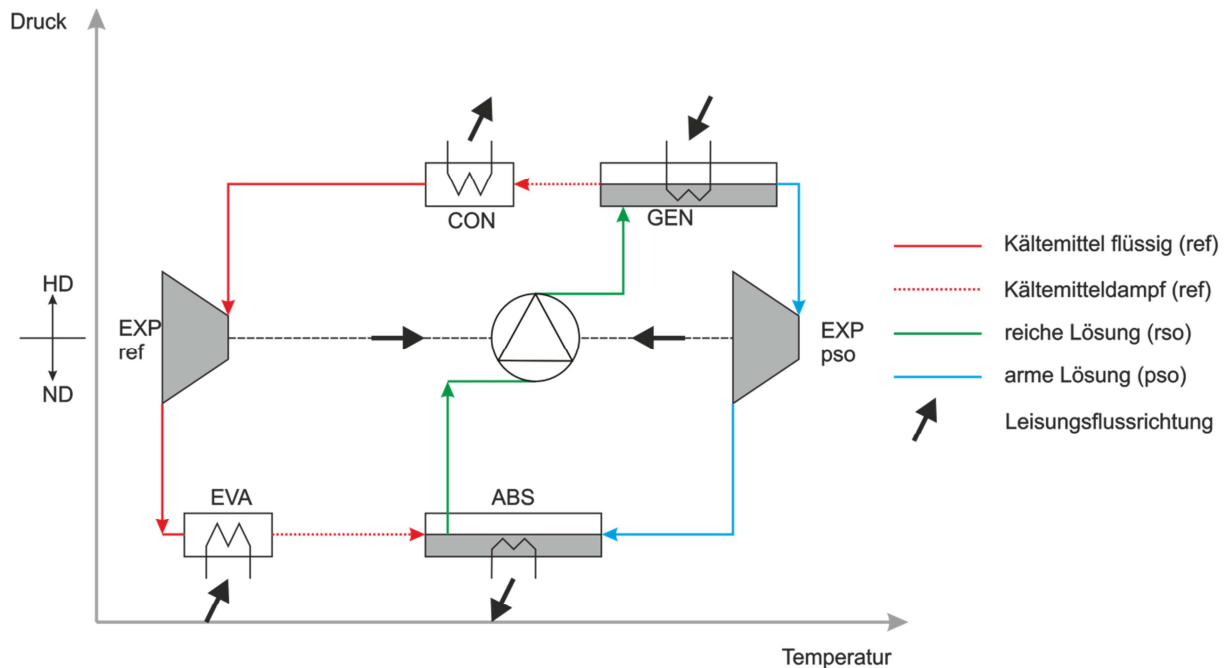 Druck
CON
GEN
HD
ND
EXP
ref
EXP
pso
EVA
ABS
Kältemittel flüssig (ref)
Kältemitteldampf (ref)
reiche Lösung (rso)
arme Lösung (pso)
Leisungsflussrichtung
Temperatur